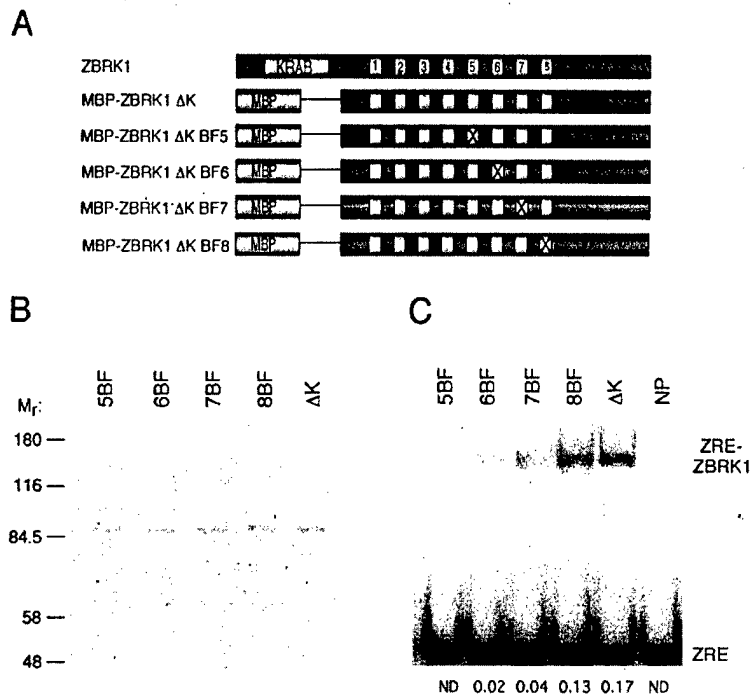 A
ZBRK1 KRAB 1 2 3 4 5 6 7 8
MBP-ZBRK1 ΔK MBP
MBP-ZBRK1 ΔK BF5 MBP X
MBP-ZBRK1 ΔK BF6 MBP X
MBP-ZBRK1 ΔK BF7 MBP X
MBP-ZBRK1 ΔK BF8 MBP X
B
5BF 6BF 7BF 8BF ΔK
Mr:
180
116
84.5
58
48
C
5BF 6BF 7BF 8BF ΔK NP
ZRE-
ZBRK1
ZRE
ND 0.02 0.04 0.13 0.17 ND